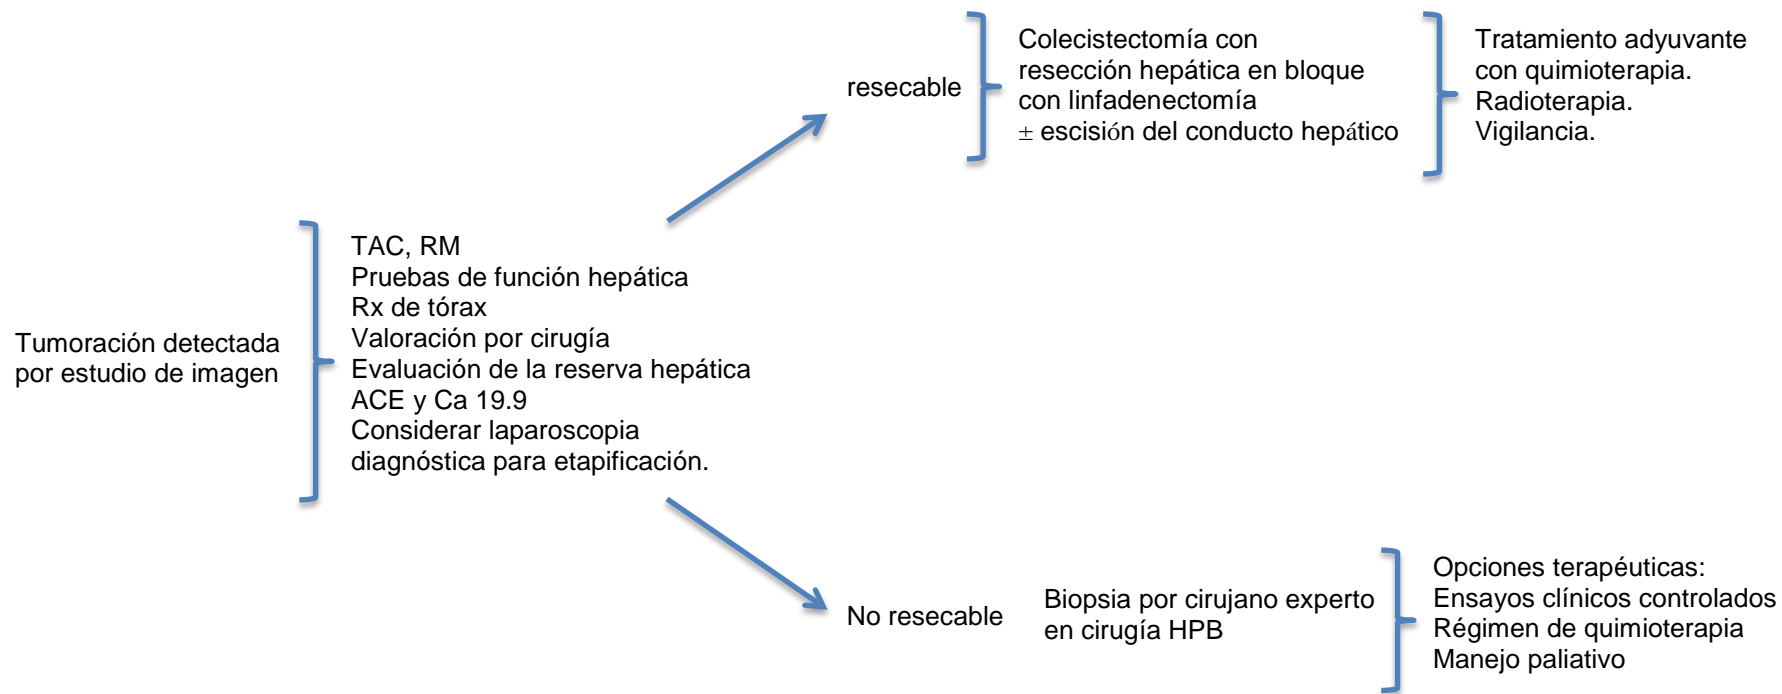 Tumoración detectada
por estudio de imagen
TAC, RM
Pruebas de función hepática
Rx de tórax
Valoración por cirugía
Evaluación de la reserva hepática
ACE y Ca 19.9
Considerar laparoscopia
diagnóstica para etapificación.
resecable
Colecistectomía con
resección hepática en bloque
con linfadenectomía
± escisión del conducto hepático
Tratamiento adyuvante
con quimioterapia.
Radioterapia.
Vigilancia.
No resecable
Biopsia por cirujano experto
en cirugía HPB
Opciones terapéuticas:
Ensayos clínicos controlados
Régimen de quimioterapia
Manejo paliativo